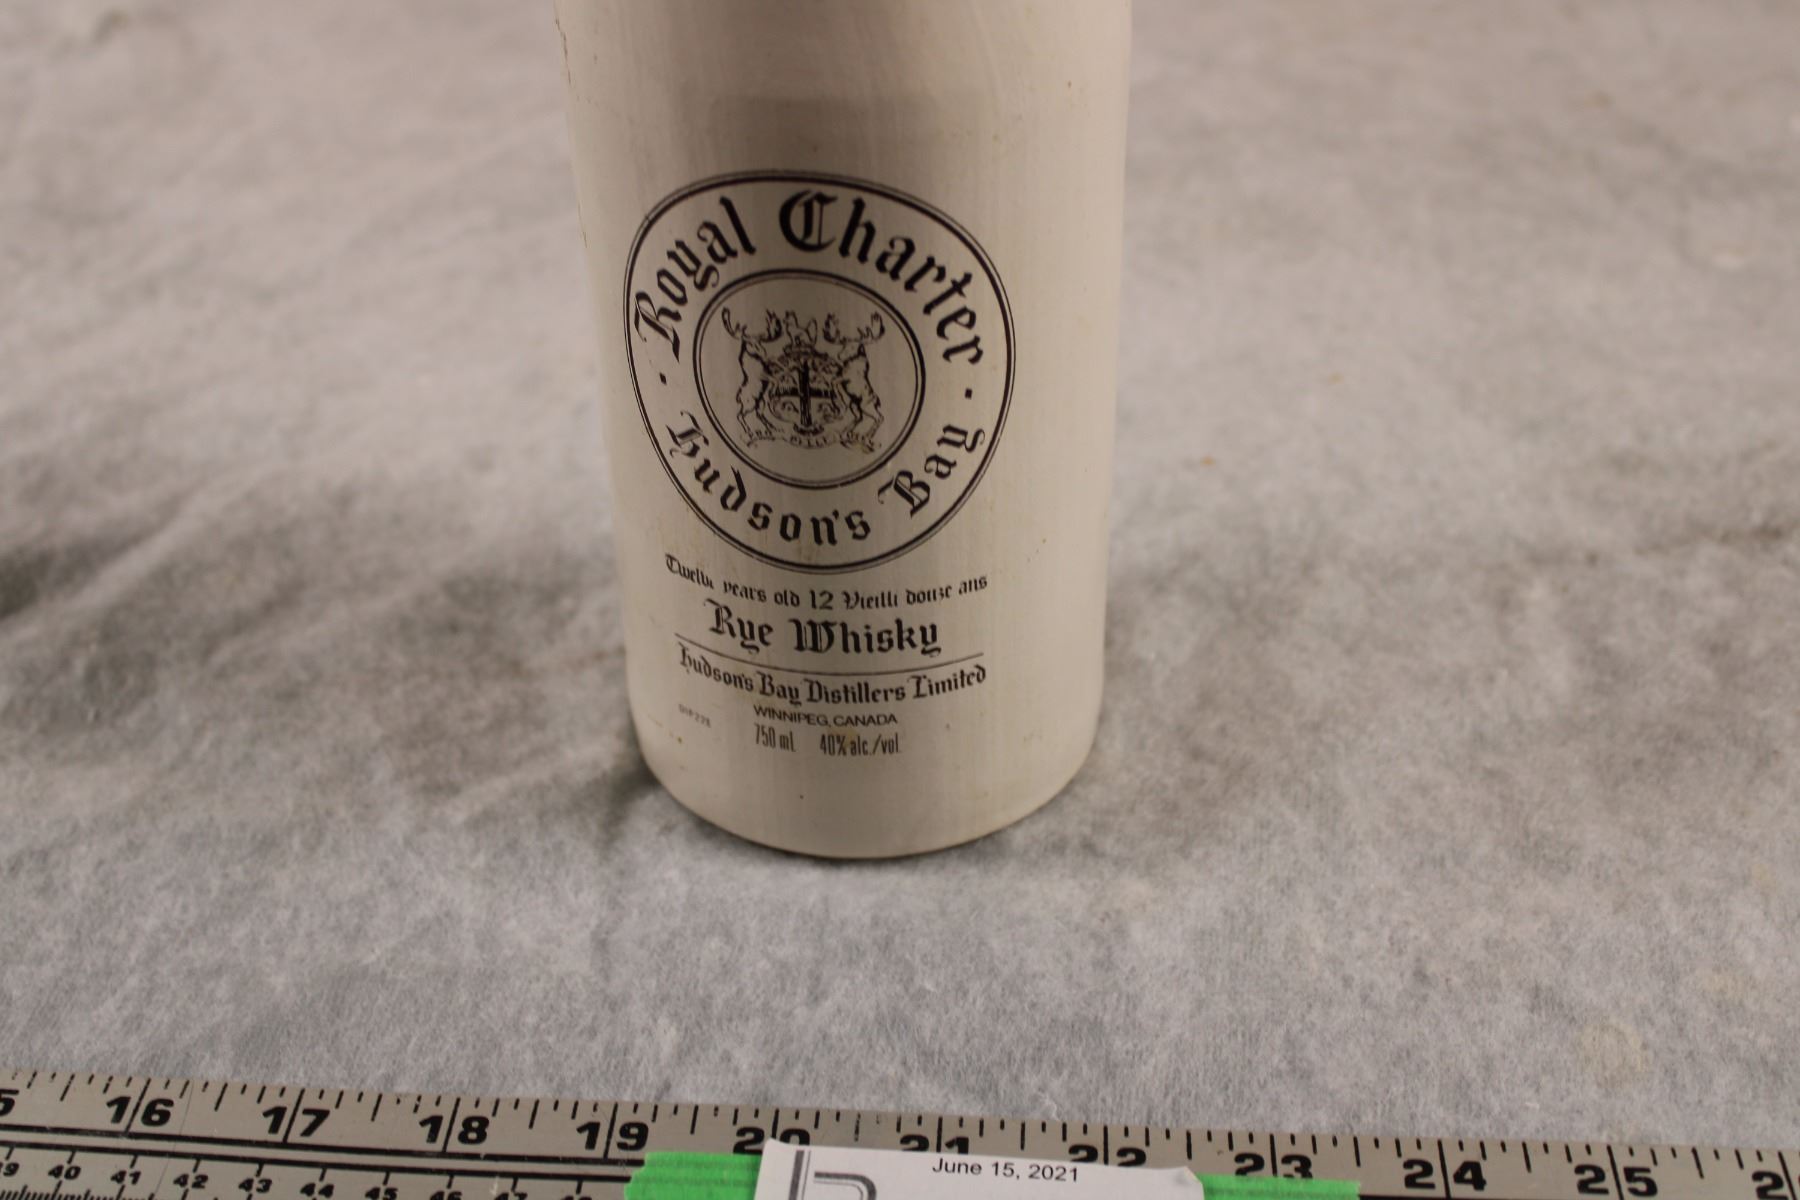 Royal Charter
Hudson's Bay
Twelve years old 12 Vieilli douze ans
Rye Whisky
Hudson's Bay Distillers Limited
WINNIPEG, CANADA
750 ml 40% alc./vol
16 17 18 19 20 21 22 23 24 25
40 41 42 43 44 45 46 47
June 15, 2021